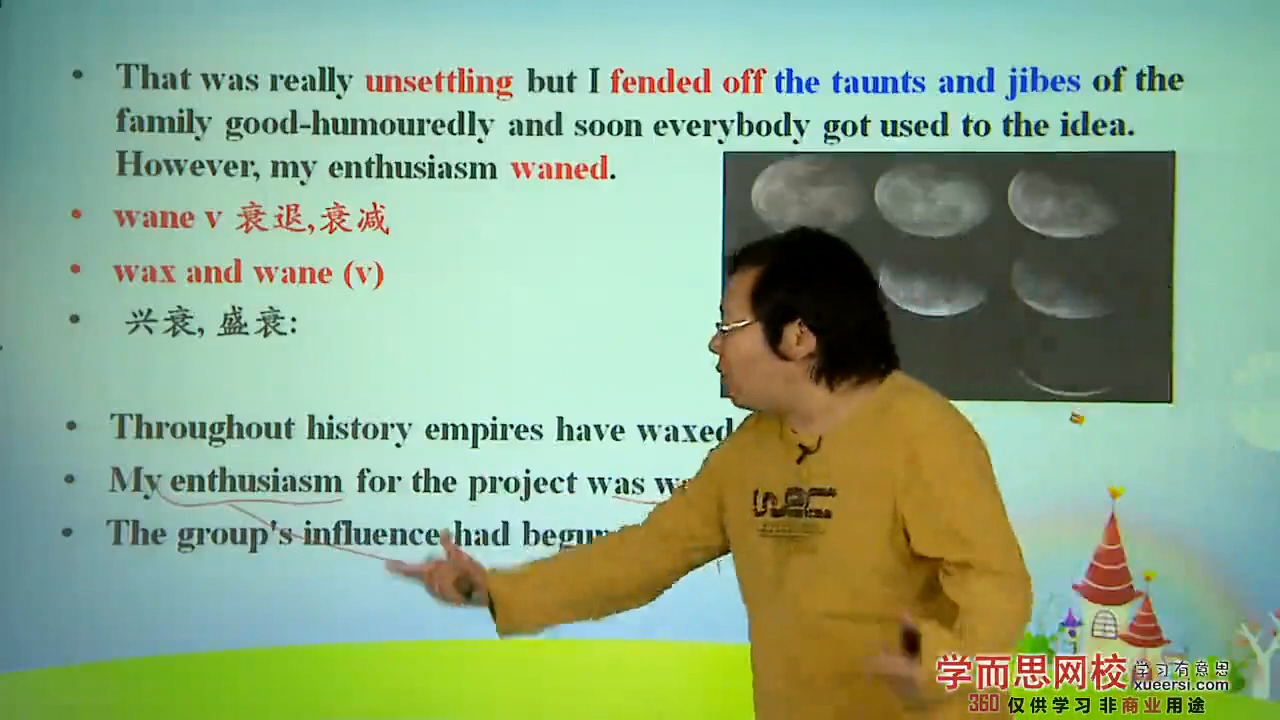 • That was really unsettling but I fended off the taunts and jibes of the
family good-humouredly and soon everybody got used to the idea.
However, my enthusiasm waned.
• wane v 衰退,衰减
• wax and wane (v)
• 兴衰, 盛衰:
• Throughout history empires have waxed
• My enthusiasm for the project was
• The group's influence had
学而思网校 学习有意思
xueersi.com
360 仅供学习 非商业用途